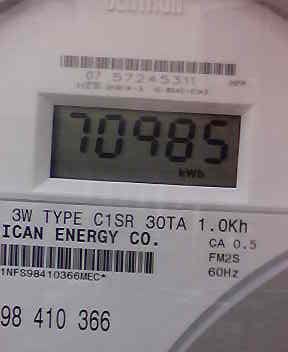 CENTRON
07 57245311
70985
kWh
3W TYPE C1SR 30TA 1.0Kh
ICAN ENERGY CO.
CA 0.5
FM2S
60Hz
1NFS98410366MEC*
98 410 366